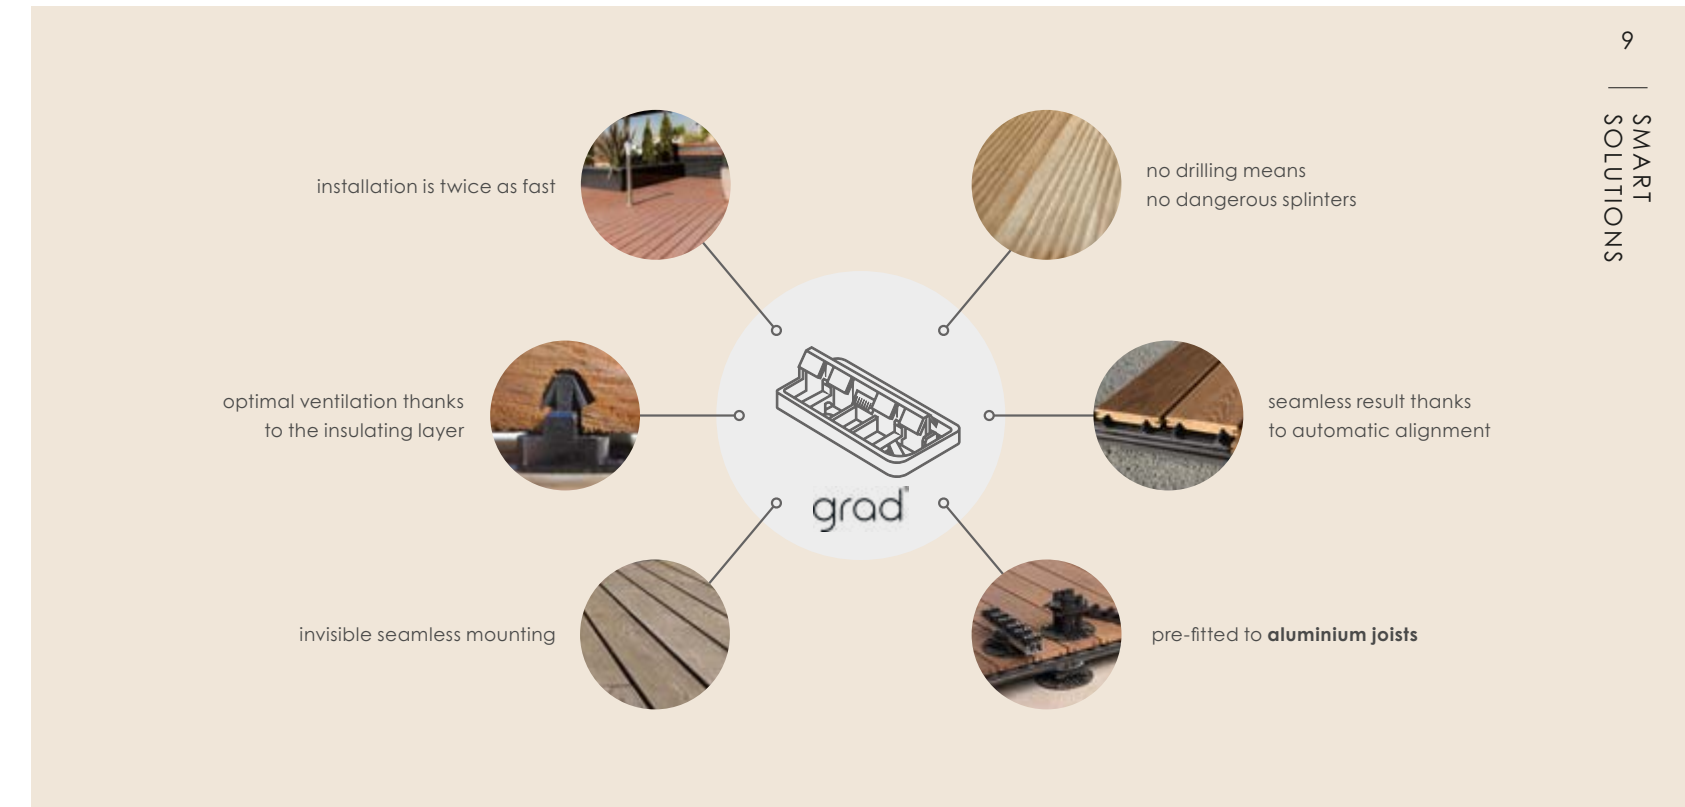 9
SMART
SOLUTIONS
installation is twice as fast
no drilling means
no dangerous splinters
optimal ventilation thanks
to the insulating layer
seamless result thanks
to automatic alignment
grad
invisible seamless mounting
pre-fitted to aluminium joists